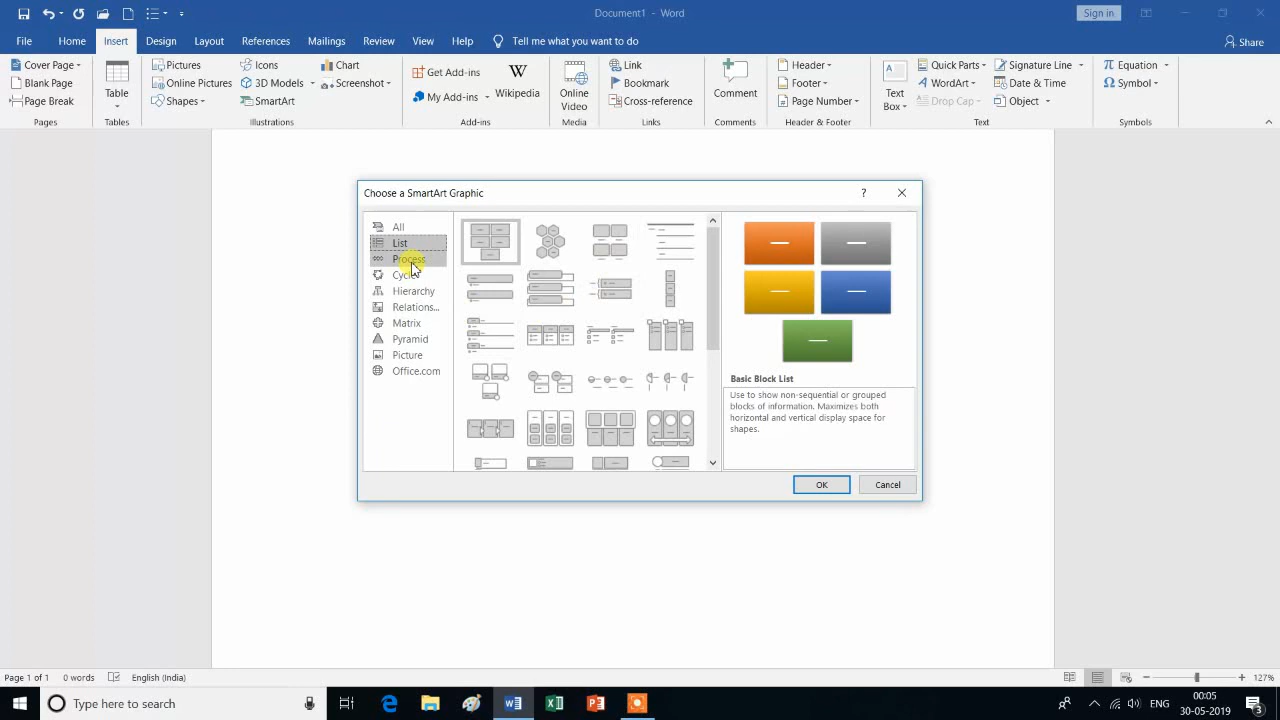 Document1 - Word
Sign in
File Home Insert Design Layout References Mailings Review View Help Tell me what you want to do Share
Cover Page
Blank Page
Page Break
Pages
Table
Tables
Pictures
Online Pictures
Shapes
Icons
3D Models
SmartArt
Chart
Screenshot
Illustrations
Get Add-ins
My Add-ins
Wikipedia
Add-ins
Online
Video
Media
Link
Bookmark
Cross-reference
Links
Comment
Comments
Header
Footer
Page Number
Header & Footer
Text
Box
Quick Parts
WordArt
Drop Cap
Signature Line
Date & Time
Object
Text
Equation
Symbol
Symbols
Choose a SmartArt Graphic
?
All
List
Process
Cycle
Hierarchy
Relations...
Matrix
Pyramid
Picture
Office.com
Basic Block List
Use to show non-sequential or grouped
blocks of information. Maximizes both
horizontal and vertical display space for
shapes.
OK
Cancel
Page 1 of 1 0 words English (India) 127%
Type here to search
ENG
00:05
30-05-2019
3